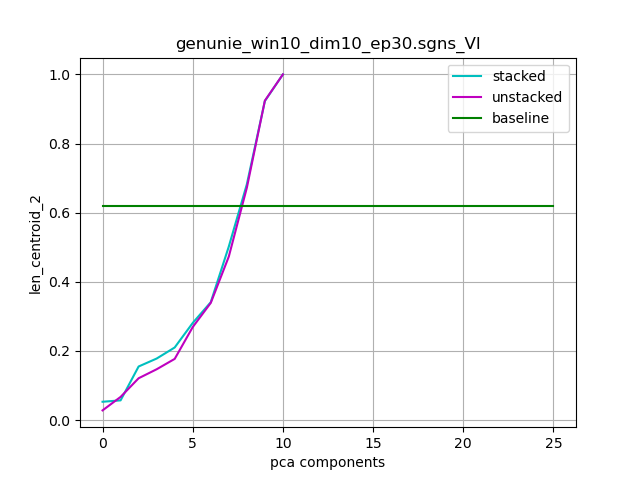 genunie_win10_dim10_ep30.sgns_VI
len_centroid_2
1.0
0.8
0.6
0.4
0.2
0.0
stacked
unstacked
baseline
0 5 10 15 20 25
pca components